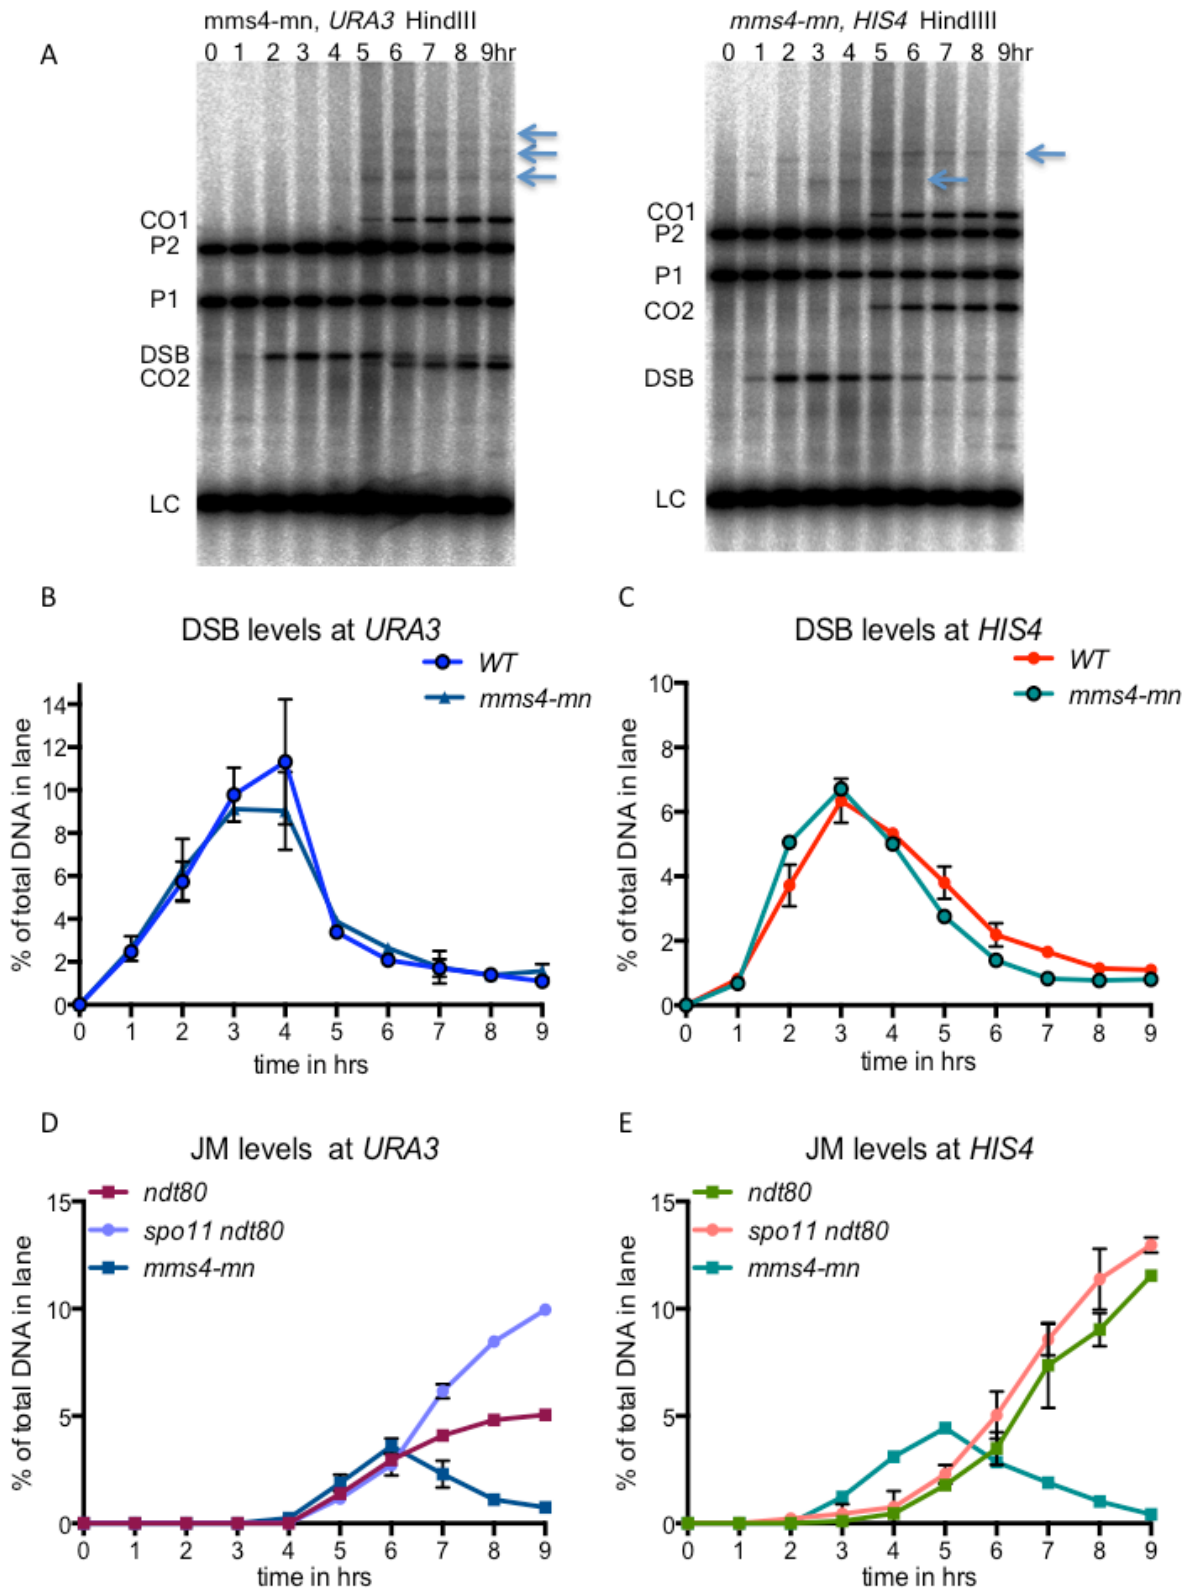 mms4-mn, URA3 HindIII
mms4-mn, HIS4 HindIIII
A
0 1 2 3 4 5 6 7 8 9hr
0 1 2 3 4 5 6 7 8 9hr
CO1
P2
P1
DSB
CO2
LC
CO1
P2
P1
CO2
DSB
LC
B
DSB levels at URA3
WT
mms4-mn
% of total DNA in lane
14
12
10
8
6
4
2
0
0 1 2 3 4 5 6 7 8 9
time in hrs
C
DSB levels at HIS4
WT
mms4-mn
% of total DNA in lane
10
8
6
4
2
0
0 1 2 3 4 5 6 7 8 9
time in hrs
D
JM levels at URA3
ndt80
spo11 ndt80
mms4-mn
% of total DNA in lane
15
10
5
0
0 1 2 3 4 5 6 7 8 9
time in hrs
E
JM levels at HIS4
ndt80
spo11 ndt80
mms4-mn
% of total DNA in lane
15
10
5
0
0 1 2 3 4 5 6 7 8 9
time in hrs